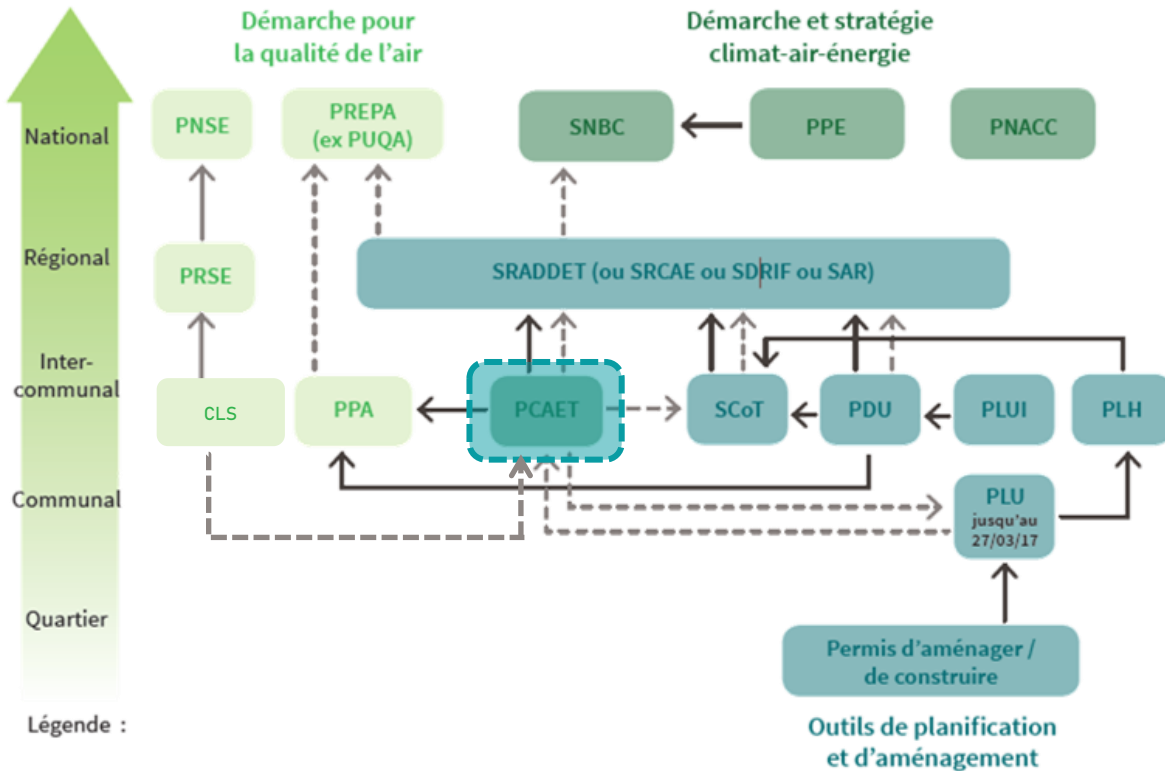 Démarche pour
la qualité de l'air
Démarche et stratégie
climat-air-énergie
National
PNSE
PREPA
(ex PUQA)
SNBC
PPE
PNACC
Régional
PRSE
SRADDET (ou SRCAE ou SDRIF ou SAR)
Inter-
communal
CLS
PPA
PCAET
SCoT
PDU
PLUI
PLH
Communal
PLU
jusqu'au
27/03/17
Quartier
Permis d'aménager /
de construire
Légende :
Outils de planification
et d'aménagement